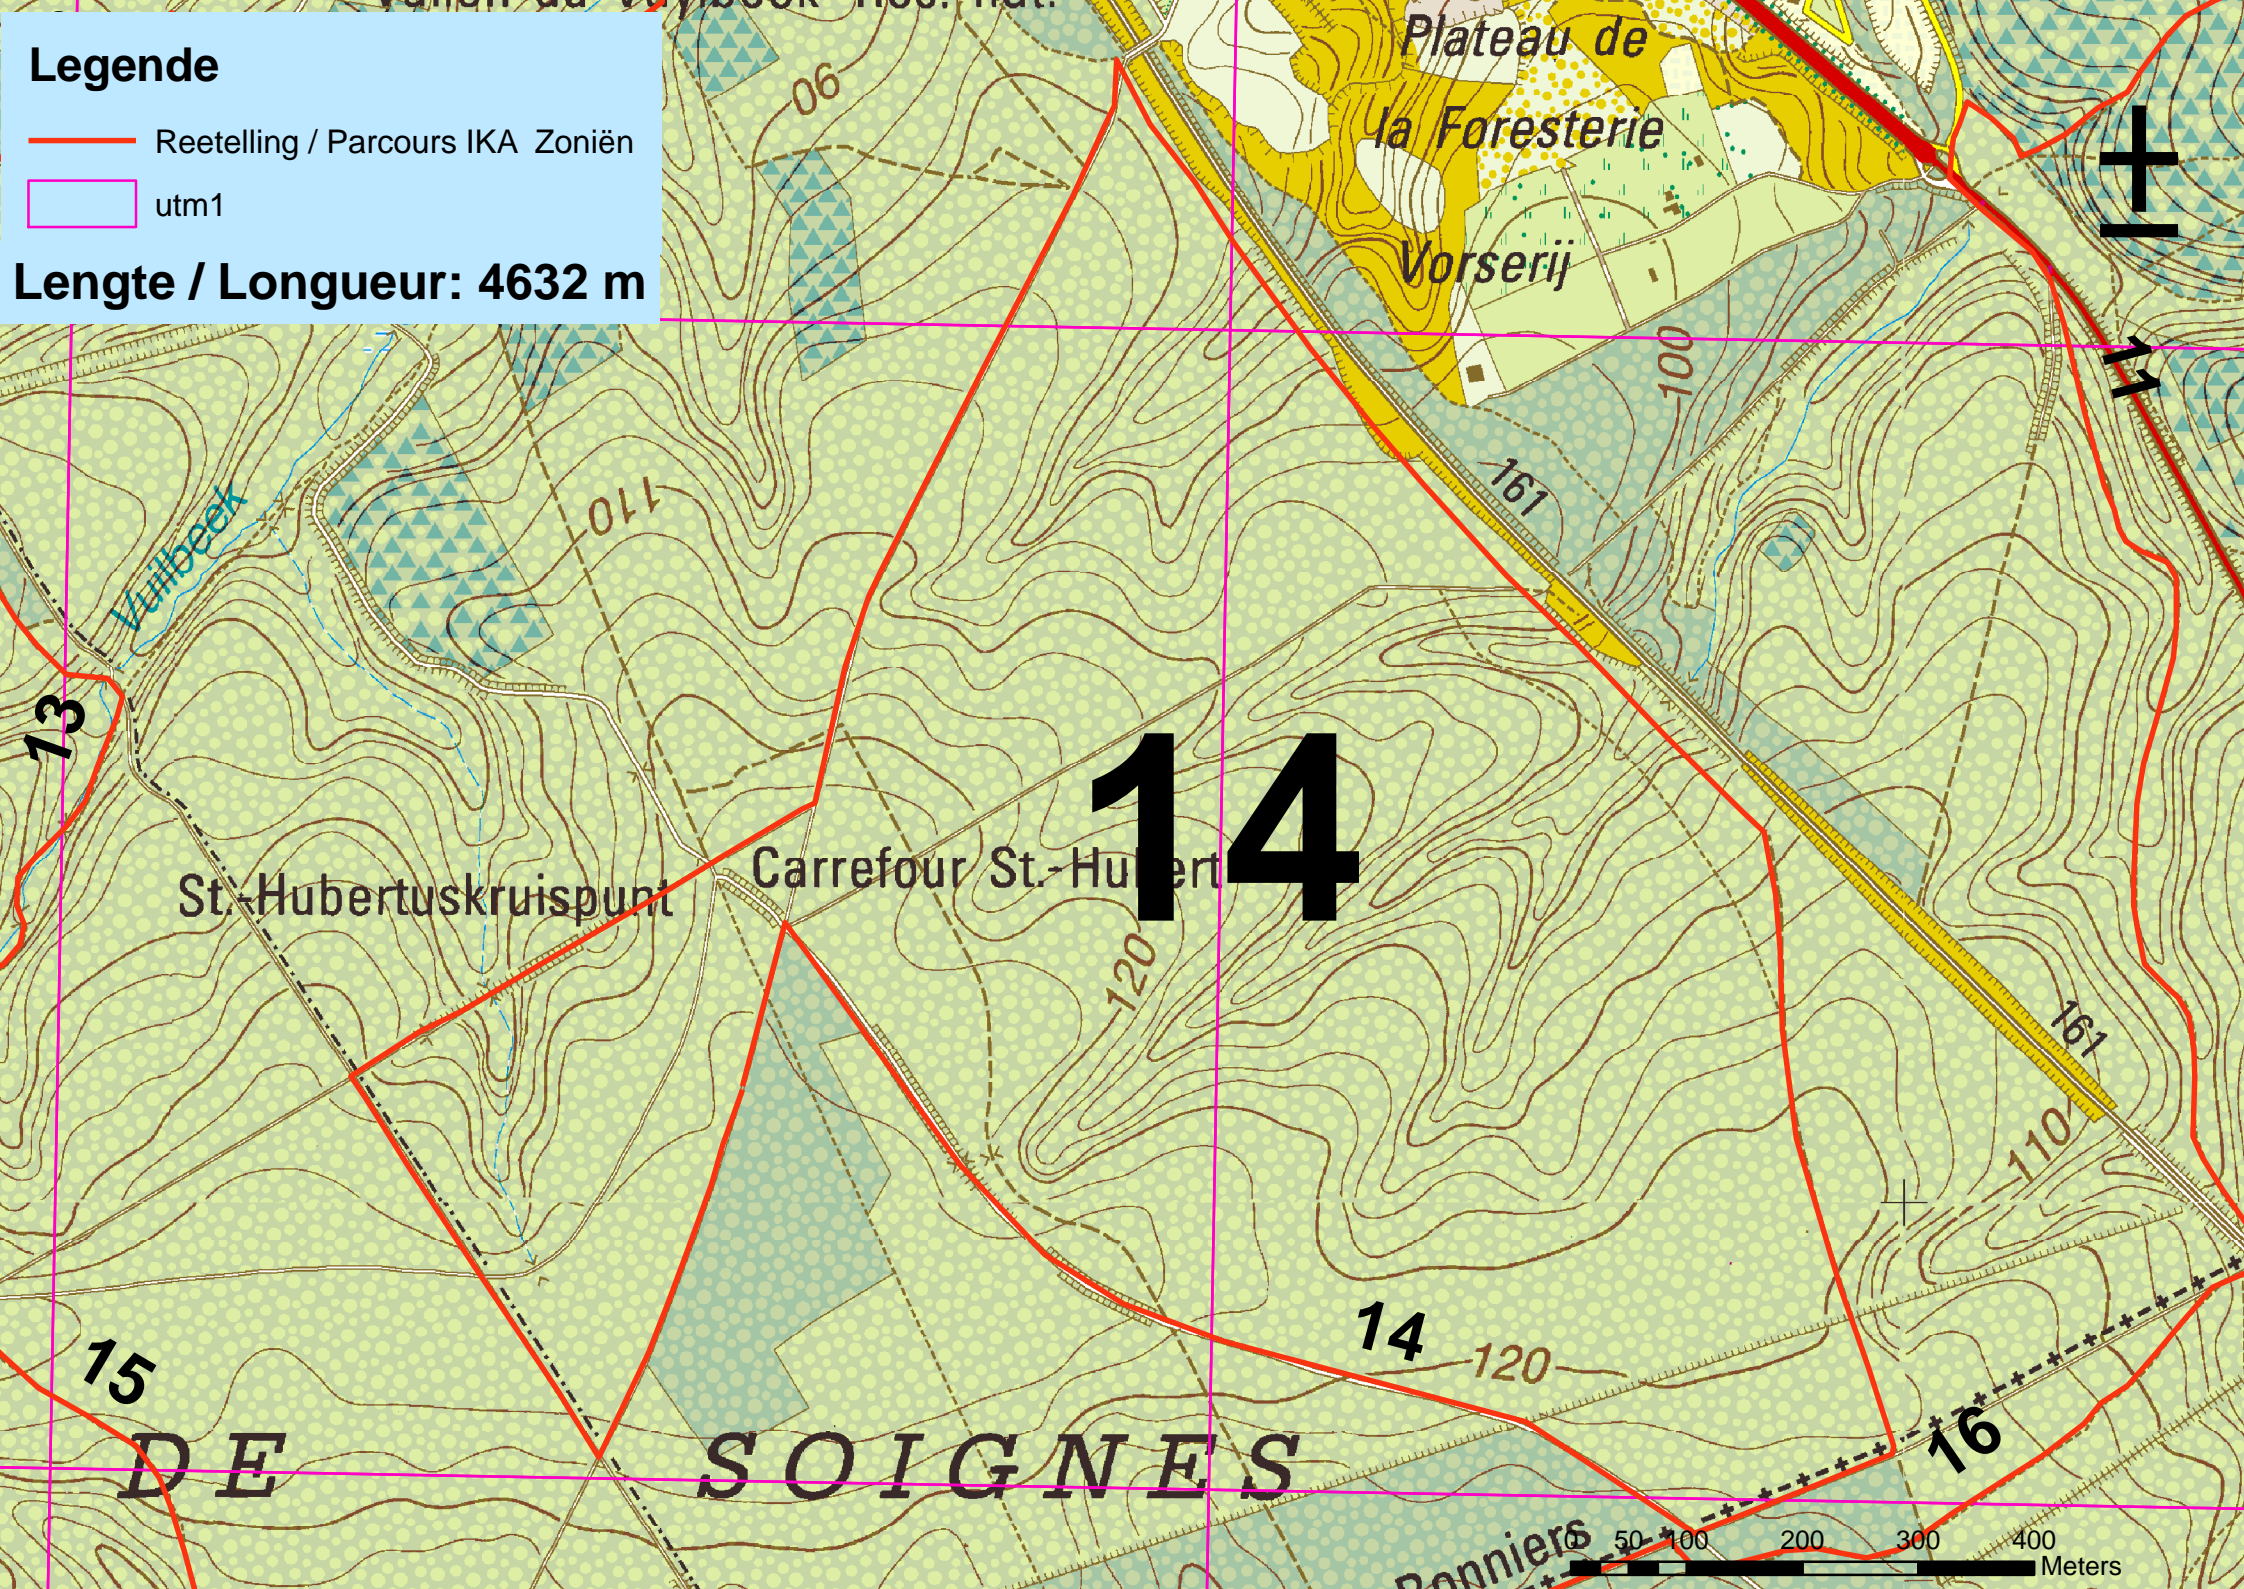 Legende
Reetelling / Parcours IKA Zoniën
utm1
Lengte / Longueur: 4632 m
90
Plateau de
la Foresterie
Vorserij
100
11
110
161
Vuilbeek
13
14
Carrefour St.-Hubert
St.-Hubertuskruispunt
120
161
110
15
14
120
16
DE SOIGNES
Bonniers
0 50 100 200 300 400
Meters